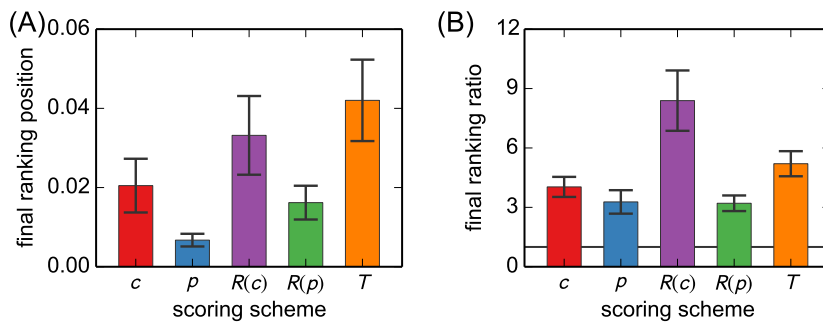 (A)
final ranking position
0.06
0.04
0.02
0.00
c p R(c) R(p) T
scoring scheme
(B)
final ranking ratio
12
9
6
3
0
c p R(c) R(p) T
scoring scheme